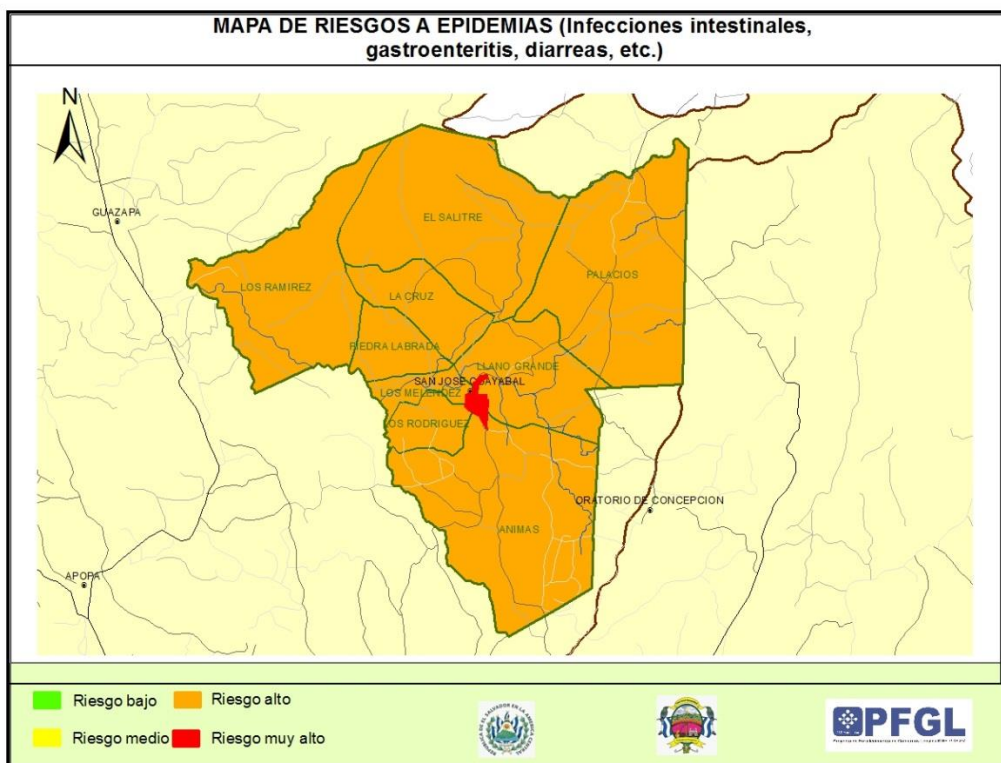 MAPA DE RIESGOS A EPIDEMIAS (Infecciones intestinales,
gastroenteritis, diarreas, etc.)
N
GUAZAPA
EL SALITRE
PALACIOS
LOS RAMIREZ
LA CRUZ
PIEDRA LABRADA
LLANO GRANDE
SAN JOSE GUAYABAL
LOS MELENDEZ
LOS RODRIGUEZ
ORATORIO DE CONCEPCION
ANIMAS
APOPA
Riesgo bajo
Riesgo alto
Riesgo medio
Riesgo muy alto
PFGL